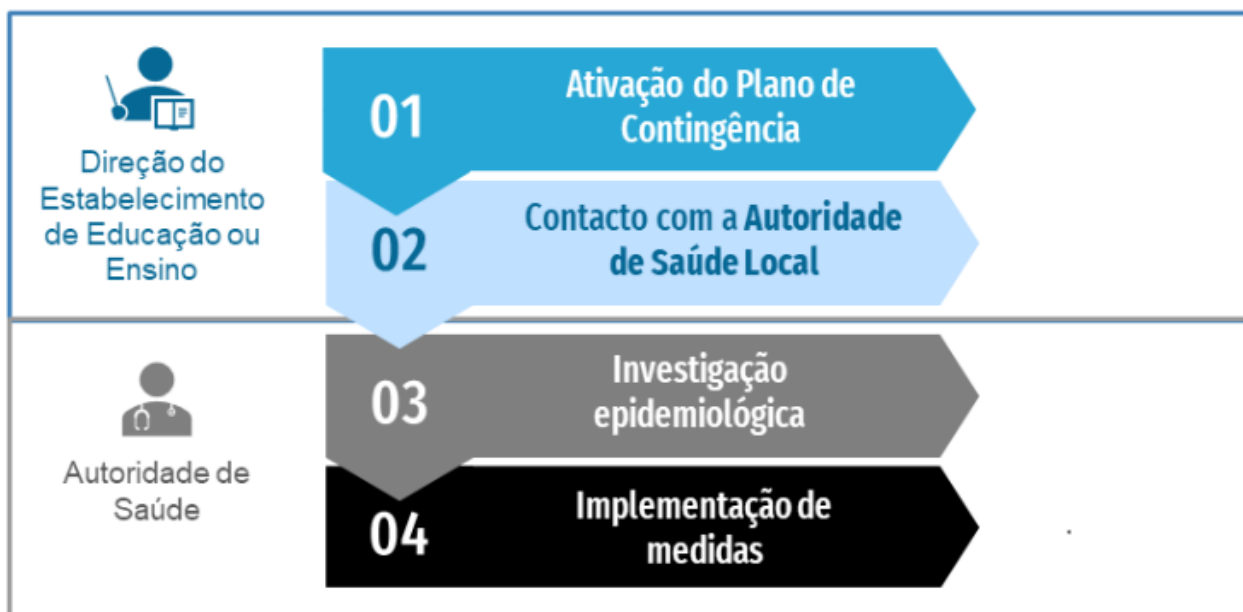 Direção do
Estabelecimento
de Educação ou
Ensino
01
Ativação do Plano de
Contingência
02
Contacto com a Autoridade
de Saúde Local
Autoridade de
Saúde
03
Investigação
epidemiológica
04
Implementação de
medidas
.